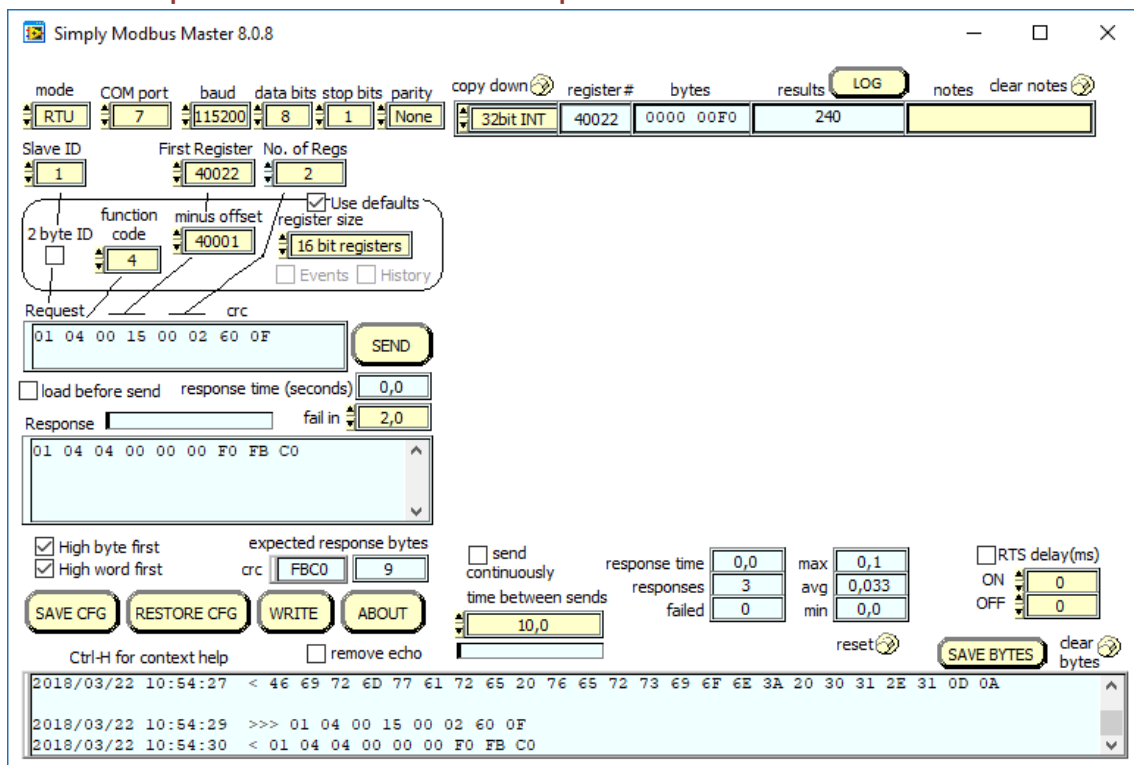 Simply Modbus Master 8.0.8
mode COM port baud data bits stop bits parity
RTU 7 115200 8 1 None
copy down register# bytes results LOG notes clear notes
32bit INT 40022 0000 00F0 240
Slave ID First Register No. of Regs
1 40022 2
Use defaults
2 byte ID function code minus offset register size
4 40001 16 bit registers
Events History
Request crc
01 04 00 15 00 02 60 0F
SEND
load before send response time (seconds) 0,0
Response fail in 2,0
01 04 04 00 00 00 F0 FB C0
High byte first expected response bytes
High word first crc FBC0 9
SAVE CFG RESTORE CFG WRITE ABOUT
Ctrl-H for context help remove echo
send continuously
time between sends
10,0
response time 0,0 max 0,1
responses 3 avg 0,033
failed 0 min 0,0
reset
RTS delay(ms)
ON 0
OFF 0
SAVE BYTES clear bytes
2018/03/22 10:54:27 < 46 69 72 6D 77 61 72 65 20 76 65 72 73 69 6F 6E 3A 20 30 31 2E 31 0D 0A
2018/03/22 10:54:29 >>> 01 04 00 15 00 02 60 0F
2018/03/22 10:54:30 < 01 04 04 00 00 00 F0 FB C0